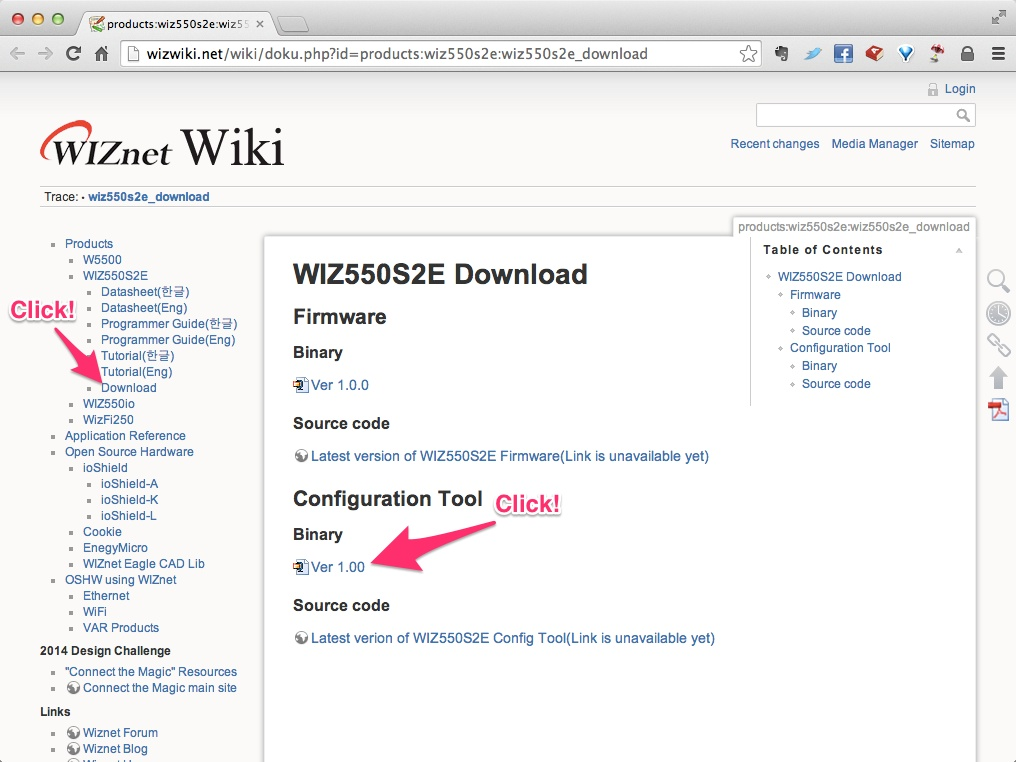 products:wiz550s2e:wiz55
wizwiki.net/wiki/doku.php?id=products:wiz550s2e:wiz550s2e_download
Login
WIZnet Wiki
Recent changes Media Manager Sitemap
Trace: • wiz550s2e_download
products:wiz550s2e:wiz550s2e_download
Products
W5500
WIZ550S2E
Datasheet(한글)
Datasheet(Eng)
Click!
Programmer Guide(한글)
Programmer Guide(Eng)
Tutorial(한글)
Tutorial(Eng)
Download
WIZ550io
WizFi250
Application Reference
Open Source Hardware
ioShield
ioShield-A
ioShield-K
ioShield-L
Cookie
EnegyMicro
WIZnet Eagle CAD Lib
OSHW using WIZnet
Ethernet
WiFi
VAR Products
2014 Design Challenge
"Connect the Magic" Resources
Connect the Magic main site
Links
Wiznet Forum
Wiznet Blog
WIZ550S2E Download
Firmware
Binary
Ver 1.0.0
Source code
Latest version of WIZ550S2E Firmware(Link is unavailable yet)
Configuration Tool
Click!
Binary
Ver 1.00
Source code
Latest verion of WIZ550S2E Config Tool(Link is unavailable yet)
Table of Contents
WIZ550S2E Download
Firmware
Binary
Source code
Configuration Tool
Binary
Source code